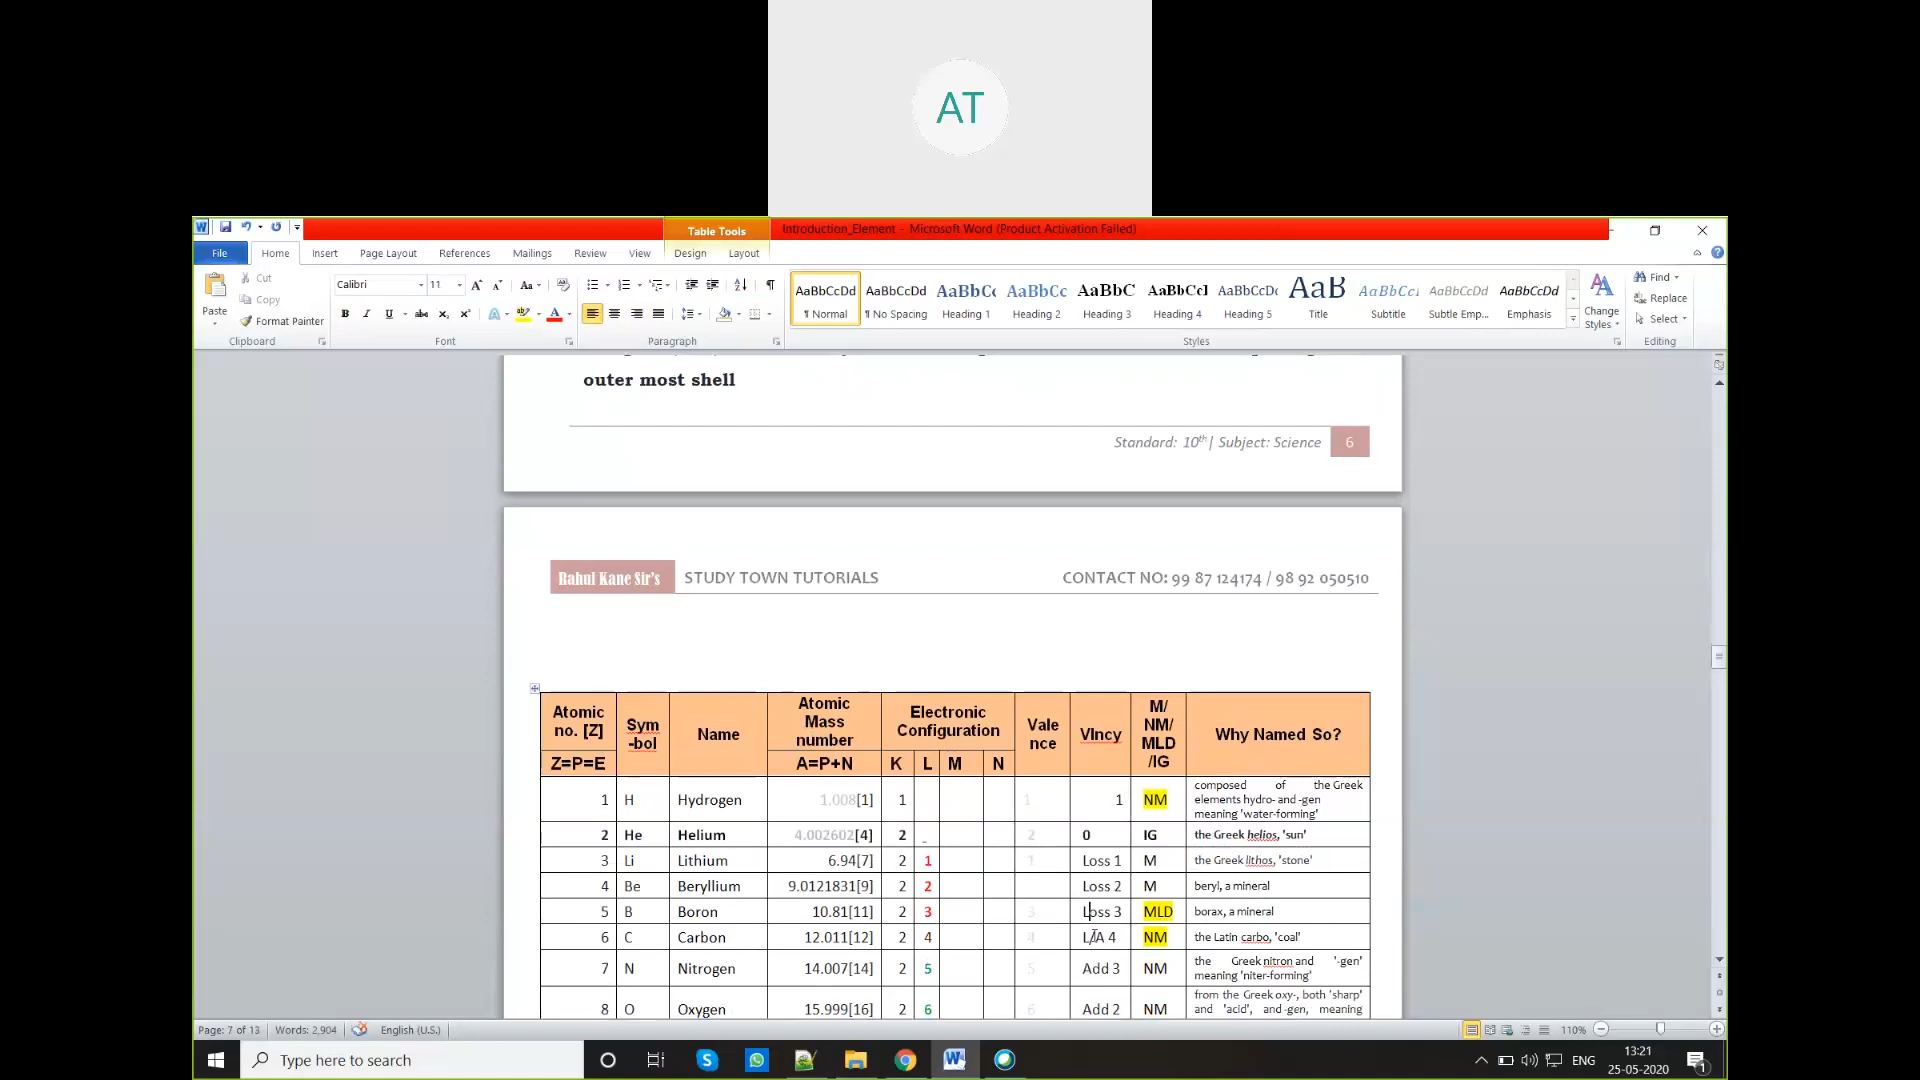 AT
Table Tools
Introduction_Element - Microsoft Word (Product Activation Failed)
File Home Insert Page Layout References Mailings Review View Design Layout
Paste
Cut
Copy
Format Painter
Clipboard
Calibri 11
Font
Paragraph
AaBbCcDd AaBbCcDd AaBbCc AaBbCc AaBbC AaBbCcI AaBbCcDc AaB AaBbCcI AaBbCcDd AaBbCcDd
¶ Normal ¶ No Spacing Heading 1 Heading 2 Heading 3 Heading 4 Heading 5 Title Subtitle Subtle Emp... Emphasis
Styles
Change
Styles
Find
Replace
Select
Editing
outer most shell
Standard: 10th| Subject: Science 6
Rahul Kane Sir's STUDY TOWN TUTORIALS CONTACT NO: 99 87 124174 / 98 92 050510
Atomic no. [Z] Sym-bol Name Atomic Mass number Electronic Configuration Vale nce Vlncy M/ NM/ MLD /IG Why Named So?
Z=P=E A=P+N K L M N
1 H Hydrogen 1.008[1] 1 1 1 NM composed of the Greek elements hydro- and -gen meaning 'water-forming'
2 He Helium 4.002602[4] 2 - 2 0 IG the Greek helios, 'sun'
3 Li Lithium 6.94[7] 2 1 1 Loss 1 M the Greek lithos, 'stone'
4 Be Beryllium 9.0121831[9] 2 2 Loss 2 M beryl, a mineral
5 B Boron 10.81[11] 2 3 3 Loss 3 MLD borax, a mineral
6 C Carbon 12.011[12] 2 4 4 L/A 4 NM the Latin carbo, 'coal'
7 N Nitrogen 14.007[14] 2 5 5 Add 3 NM the Greek nitron and '-gen' meaning 'niter-forming'
8 O Oxygen 15.999[16] 2 6 6 Add 2 NM from the Greek oxy-, both 'sharp' and 'acid', and -gen, meaning
Page: 7 of 13 Words: 2,904 English (U.S.) 110%
Type here to search
ENG
13:21
25-05-2020
1